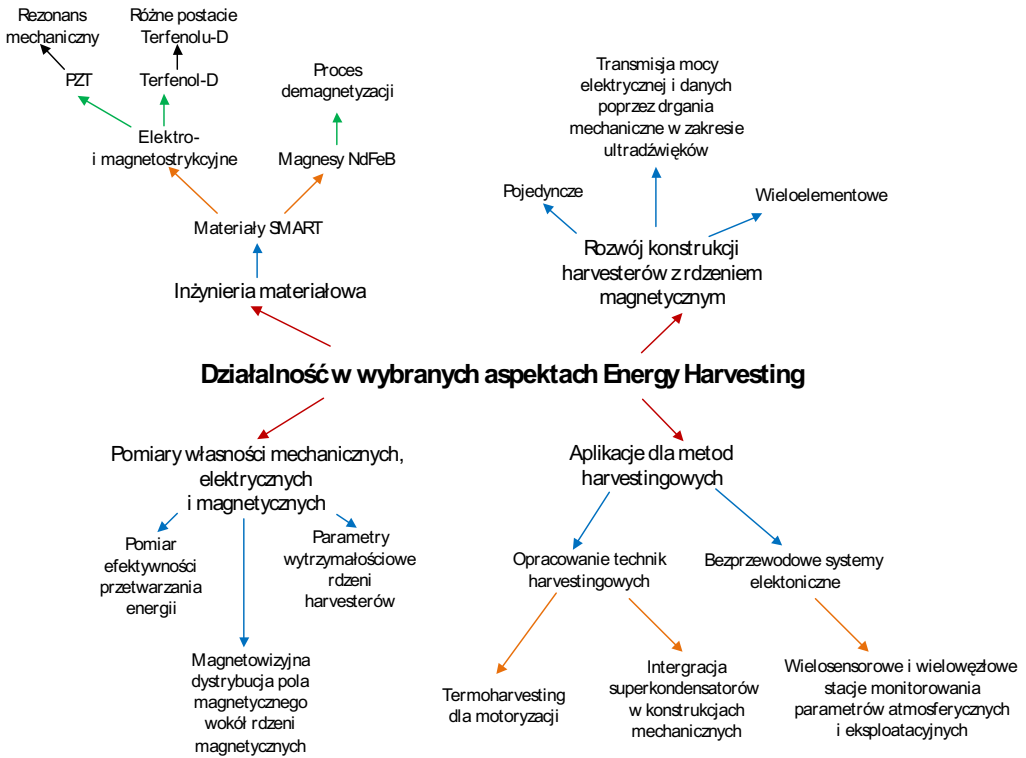 Rezonans
mechaniczny
Różne postacie
Terfenolu-D
PZT
Terfenol-D
Proces
demagnetyzacji
Elektro-
i magnetostrykcyjne
Magnesy NdFeB
Materiały SMART
Inżynieria materiałowa
Transmisja mocy
elektrycznej i danych
poprzez drgania
mechaniczne w zakresie
ultradźwięków
Pojedyncze
Wieloelementowe
Rozwój konstrukcji
harvesterów z rdzeniem
magnetycznym
Działalność w wybranych aspektach Energy Harvesting
Pomiary własności mechanicznych,
elektrycznych
i magnetycznych
Pomiar
efektywności
przetwarzania
energii
Parametry
wytrzymałościowe
rdzeni
harvesterów
Magnetowizyjna
dystrybucja pola
magnetycznego
wokół rdzeni
magnetycznych
Aplikacje dla metod
harvestingowych
Opracowanie technik
harvestingowych
Bezprzewodowe systemy
elektoniczne
Termoharvesting
dla motoryzacji
Intergracja
superkondensatorów
w konstrukcjach
mechanicznych
Wielosensorowe i wielowęzłowe
stacje monitorowania
parametrów atmosferycznych
i eksploatacyjnych